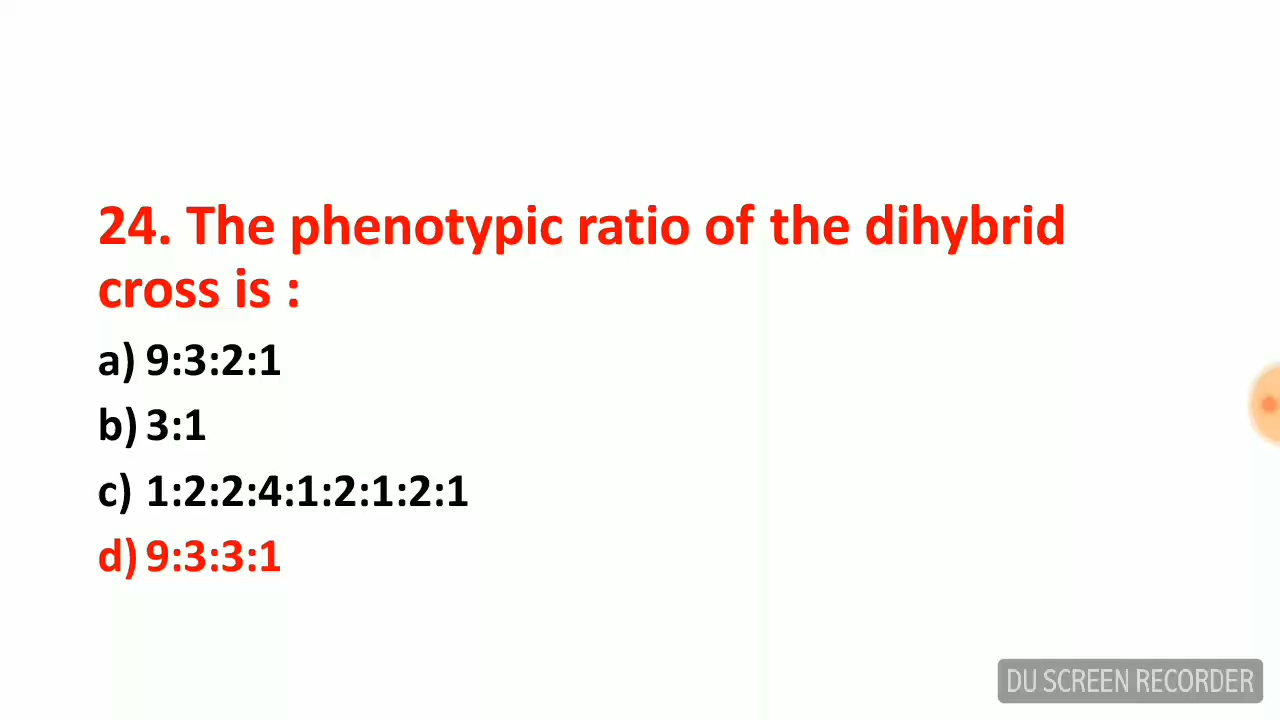 24. The phenotypic ratio of the dihybrid
cross is :
a) 9:3:2:1
b) 3:1
c) 1:2:2:4:1:2:1:2:1
d) 9:3:3:1
DU SCREEN RECORDER